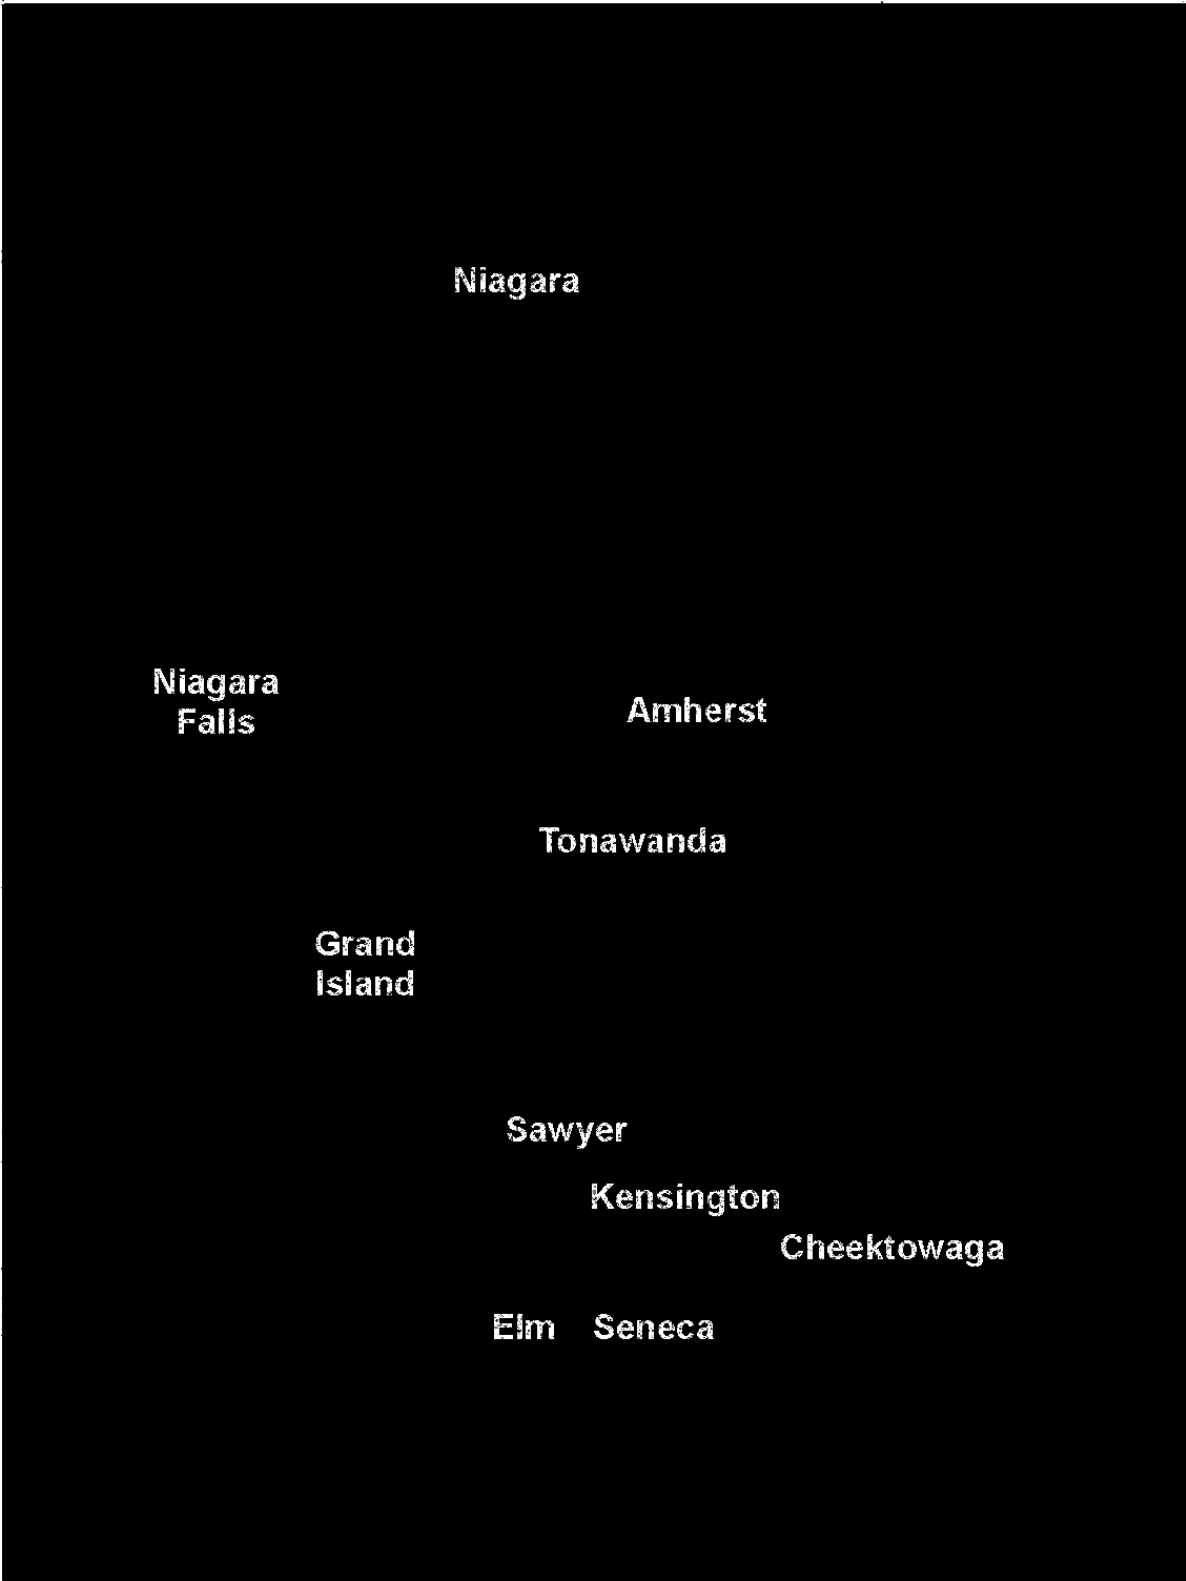 Niagara
Niagara
Falls
Amherst
Tonawanda
Grand
Island
Sawyer
Kensington
Cheektowaga
Elm
Seneca